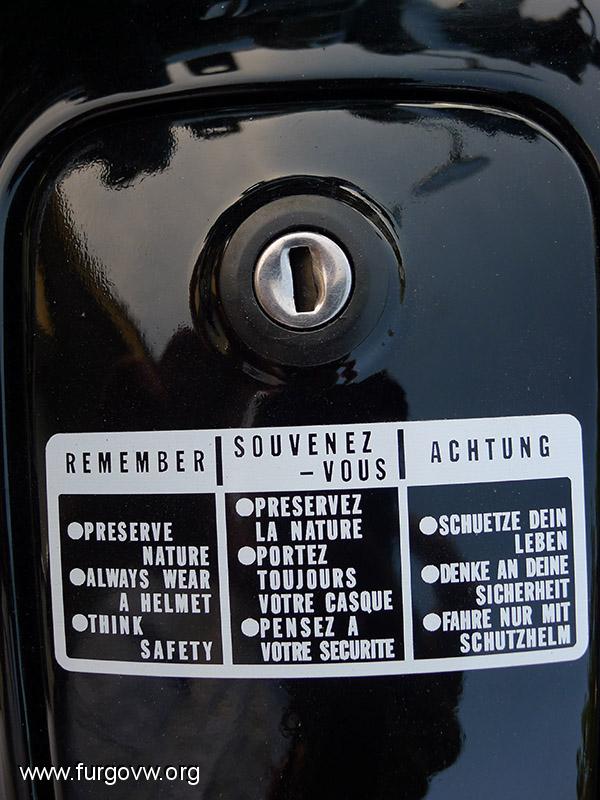 REMEMBER
●PRESERVE
NATURE
●ALWAYS WEAR
A HELMET
●THINK
SAFETY
SOUVENEZ
-VOUS
●PRESERVEZ
LA NATURE
●PORTEZ
TOUJOURS
VOTRE CASQUE
●PENSEZ A
VOTRE SECURITE
ACHTUNG
●SCHUETZE DEIN
LEBEN
●DENKE AN DEINE
SICHERHEIT
●FAHRE NUR MIT
SCHUTZHELM
www.furgovw.org